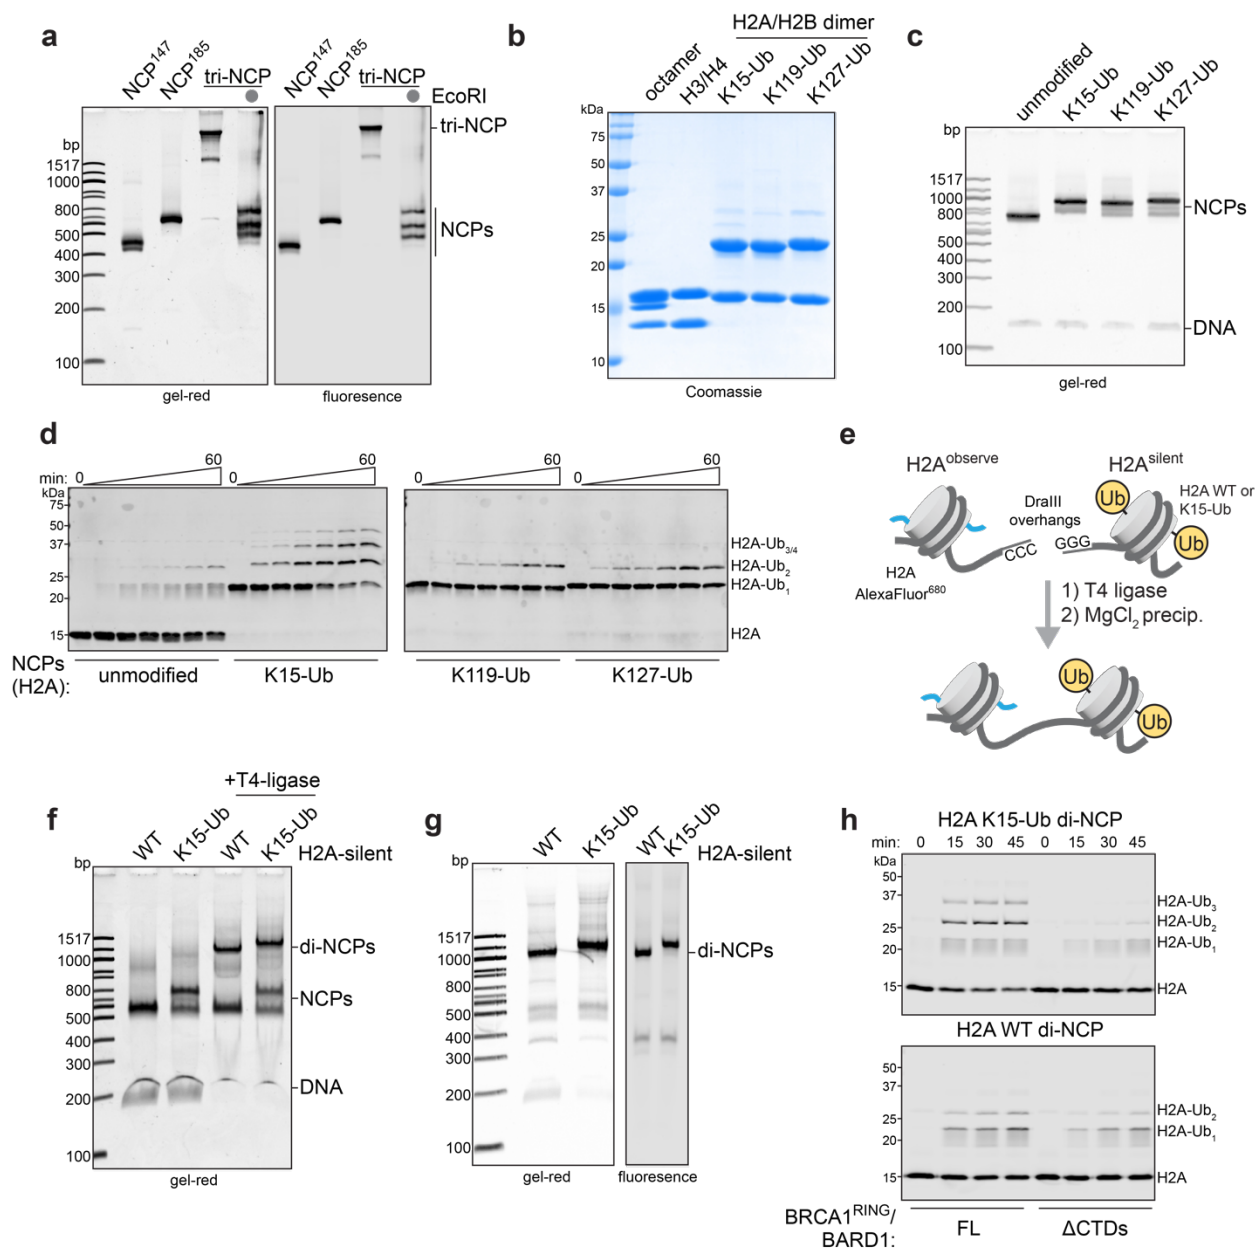 a
NCP147
NCP185
tri-NCP
NCP147
NCP185
tri-NCP
EcoRI
tri-NCP
bp
1517
1000
800
500
400
300
200
100
NCPs
gel-red
fluoresence
b
H2A/H2B dimer
octamer
H3/H4
K15-Ub
K119-Ub
K127-Ub
kDa
75
50
37
25
20
15
10
Coomassie
c
unmodified
K15-Ub
K119-Ub
K127-Ub
bp
1517
1000
800
500
400
300
200
100
NCPs
DNA
gel-red
d
min: 0 60 0 60 0 60 0 60
kDa
75
50
37
25
20
15
H2A-Ub3/4
H2A-Ub2
H2A-Ub1
H2A
NCPs (H2A):
unmodified
K15-Ub
K119-Ub
K127-Ub
e
H2Aobserve
H2Asilent
Ub
Ub
H2A WT or K15-Ub
DraIII overhangs
CCC
GGG
H2A AlexaFluor680
1) T4 ligase
2) MgCl2 precip.
Ub
Ub
f
+T4-ligase
WT
K15-Ub
WT
K15-Ub
H2A-silent
bp
1517
1000
800
500
400
300
200
100
di-NCPs
NCPs
DNA
gel-red
g
WT
K15-Ub
WT
K15-Ub
H2A-silent
bp
1517
1000
800
500
400
300
200
100
di-NCPs
gel-red
fluoresence
h
H2A K15-Ub di-NCP
min: 0 15 30 45 0 15 30 45
kDa
50
37
25
20
15
H2A-Ub3
H2A-Ub2
H2A-Ub1
H2A
H2A WT di-NCP
50
37
25
20
15
H2A-Ub2
H2A-Ub1
H2A
BRCA1RING/
BARD1:
FL
ΔCTDs